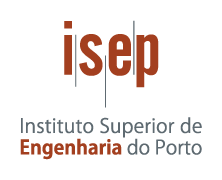 isep
Instituto Superior de
Engenharia do Porto